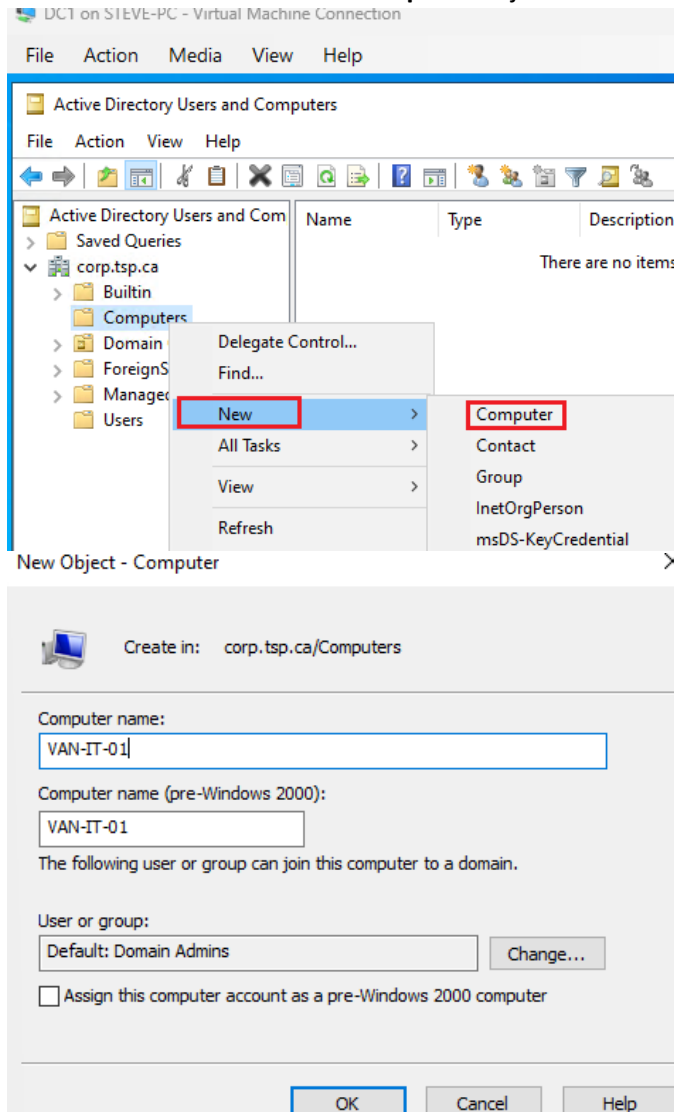 DC1 on STEVE-PC - Virtual Machine Connection
File Action Media View Help
Active Directory Users and Computers
File Action View Help
Active Directory Users and Com
Name Type Description
Saved Queries
corp.tsp.ca
There are no items
Builtin
Computers
Domain
Delegate Control...
ForeignS
Find...
Managed
New
Computer
Users
All Tasks
Contact
View
Group
InetOrgPerson
Refresh
msDS-KeyCredential
New Object - Computer
Create in: corp.tsp.ca/Computers
Computer name:
VAN-IT-01
Computer name (pre-Windows 2000):
VAN-IT-01
The following user or group can join this computer to a domain.
User or group:
Default: Domain Admins
Change...
Assign this computer account as a pre-Windows 2000 computer
OK Cancel Help